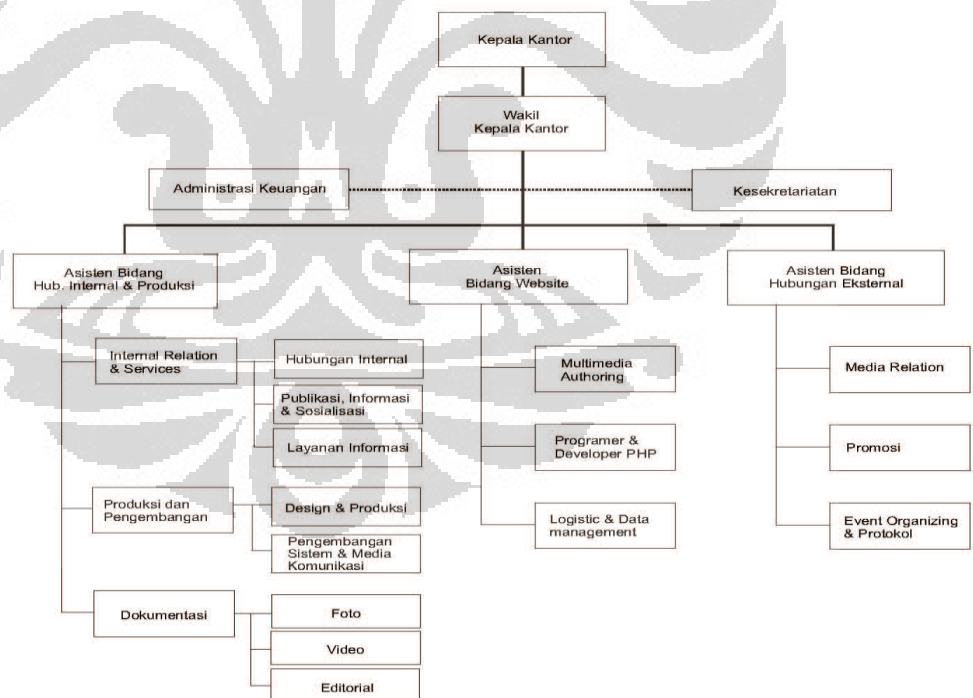 Kepala Kantor
Wakil
Kepala Kantor
Administrasi Keuangan
Kesekretariatan
Asisten Bidang
Hub. Internal & Produksi
Asisten
Bidang Website
Asisten Bidang
Hubungan Eksternal
Internal Relation
& Services
Hubungan Internal
Publikasi, Informasi
& Sosialisasi
Layanan Informasi
Produksi dan
Pengembangan
Design & Produksi
Pengembangan
Sistem & Media
Komunikasi
Dokumentasi
Foto
Video
Editorial
Multimedia
Authoring
Programer &
Developer PHP
Logistic & Data
management
Media Relation
Promosi
Event Organizing
& Protokol